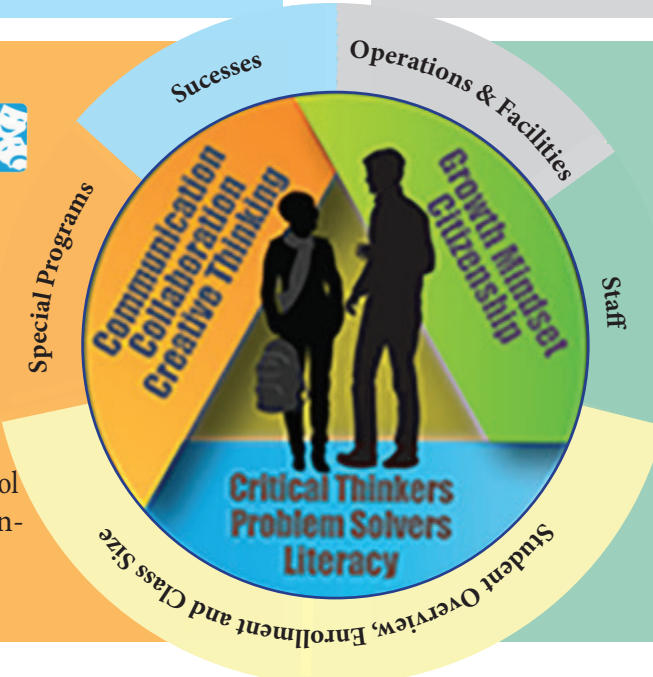 Sucesses
Operations & Facilities
Staff
Student Overview, Enrollment and Class Size
Special Programs
Communication
Collaboration
Creative Thinking
Growth Mindset
Citizenship
Critical Thinkers
Problem Solvers
Literacy
ol
n-